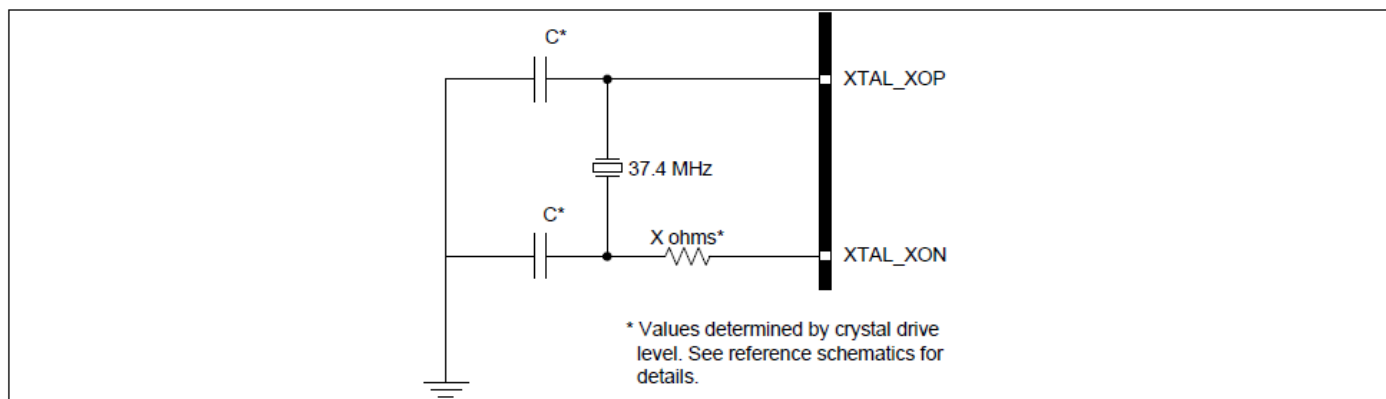 C*
XTAL_XOP
37.4 MHz
C*
X ohms*
XTAL_XON
* Values determined by crystal drive
level. See reference schematics for
details.